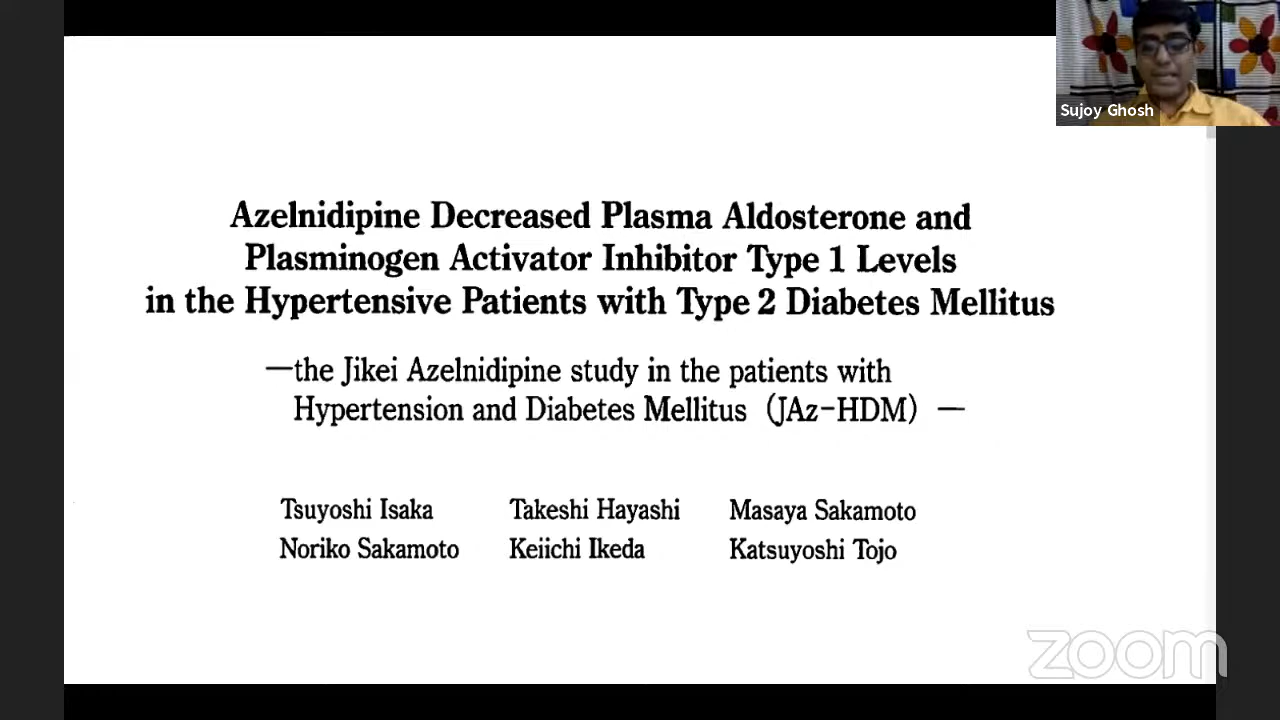 Sujoy Ghosh
Azelnidipine Decreased Plasma Aldosterone and
Plasminogen Activator Inhibitor Type 1 Levels
in the Hypertensive Patients with Type 2 Diabetes Mellitus
—the Jikei Azelnidipine study in the patients with
Hypertension and Diabetes Mellitus (JAz-HDM) —
Tsuyoshi Isaka Takeshi Hayashi Masaya Sakamoto
Noriko Sakamoto Keiichi Ikeda Katsuyoshi Tojo
zoom